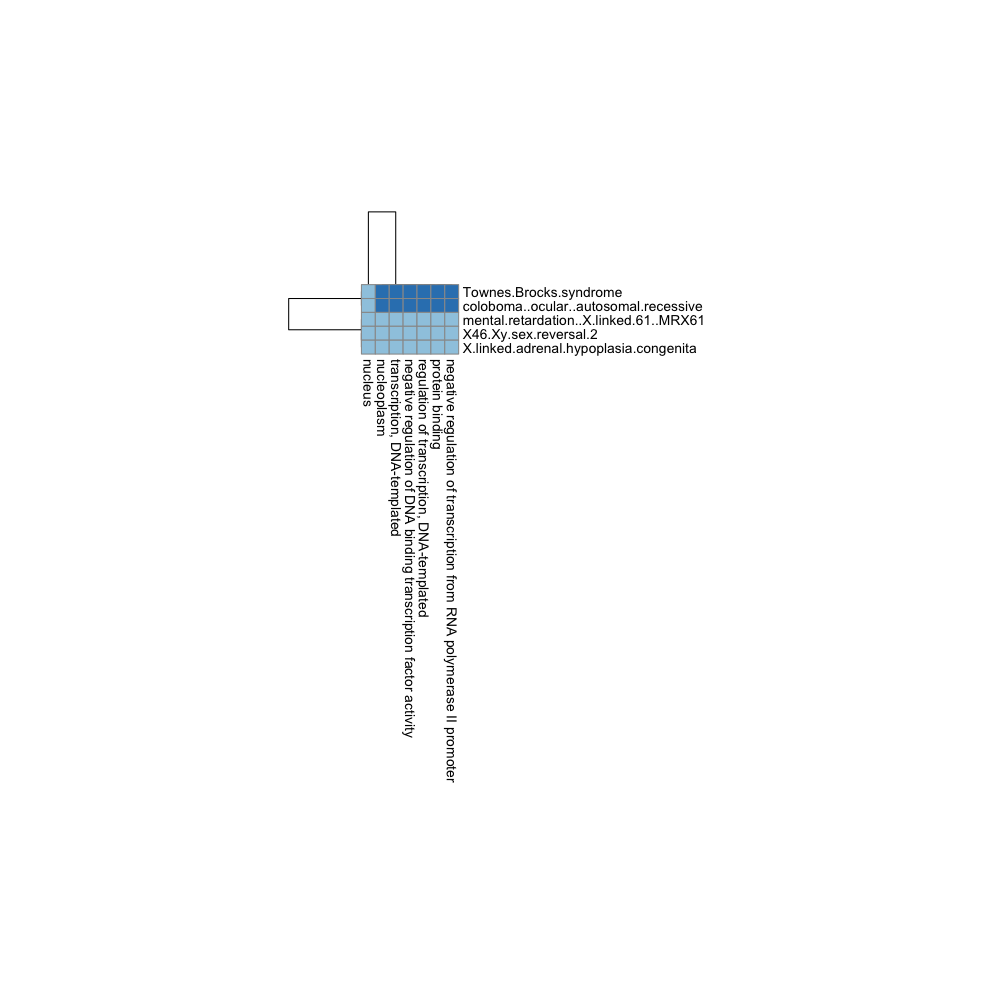 Townes.Brocks.syndrome
coloboma..ocular..autosomal.recessive
mental.retardation..X.linked.61..MRX61
X46.Xy.sex.reversal.2
X.linked.adrenal.hypoplasia.congenita
nucleus
nucleoplasm
transcription, DNA-templated
negative regulation of DNA binding transcription factor activity
regulation of transcription, DNA-templated
protein binding
negative regulation of transcription from RNA polymerase II promoter